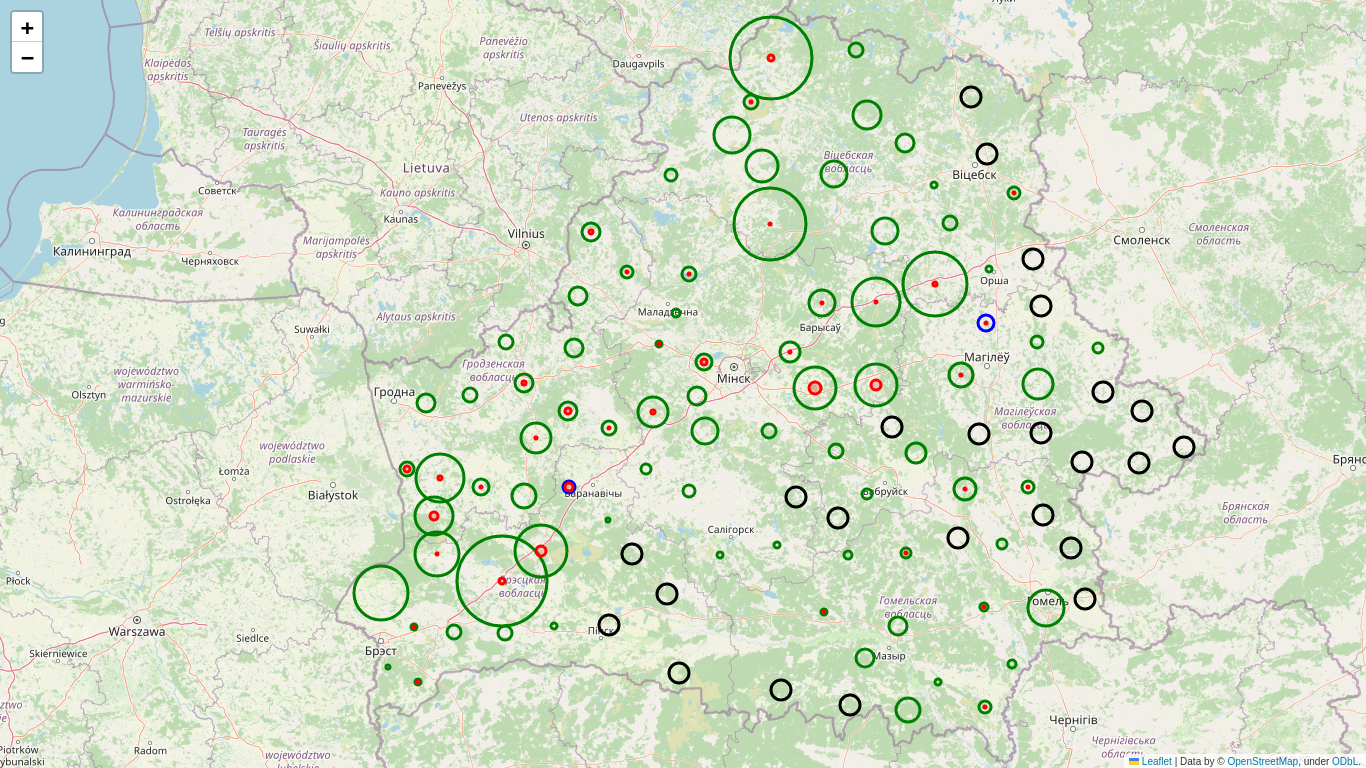 +
−
Луки
Telšių apskritis
Šiaulių apskritis
Panevėžio
apskritis
Klaipėdos
apskritis
Daugavpils
Panevėžys
Utenos apskritis
Tauragės
apskritis
Віцебская
вобласць
Lietuva
Віцебск
Советск
Kauno apskritis
Калининградская
область
Kaunas
Vilnius
Marijampolės
apskritis
Калининград
Черняховск
Смоленск
Смоленская
область
Орша
Alytaus apskritis
Маладзечна
Suwałki
Барысаў
Магілёў
Гродзенская
вобласць
województwo
warmińsko-
mazurskie
Мінск
Гродна
Olsztyn
Магілёўская
вобласць
województwo
podlaskie
Łomża
Białystok
Ostrołęka
Баранавічы
Бабруйск
Салігорск
Брянская
область
Płock
Брэсцкая
вобласць
Гомельская
вобласць
Гомель
Warszawa
Siedlce
Skierniewice
Пінск
Брэст
Мазыр
Чернігів
Чернігівська
область
Radom
województwo
lubelskie
Leaflet | Data by © OpenStreetMap, under ODbL.